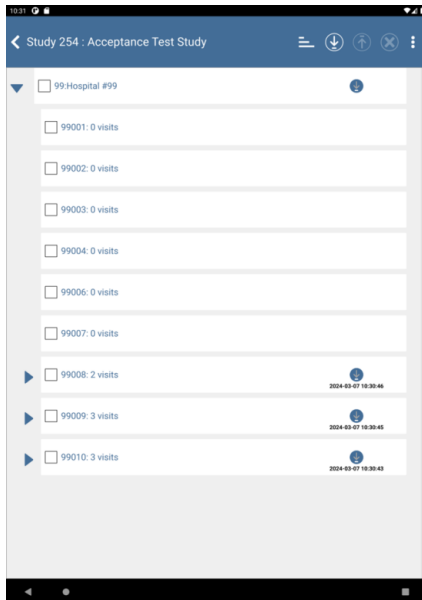 10:31
Study 254 : Acceptance Test Study
99:Hospital #99
99001: 0 visits
99002: 0 visits
99003: 0 visits
99004: 0 visits
99006: 0 visits
99007: 0 visits
99008: 2 visits
2024-03-07 10:30:46
99009: 3 visits
2024-03-07 10:30:45
99010: 3 visits
2024-03-07 10:30:43